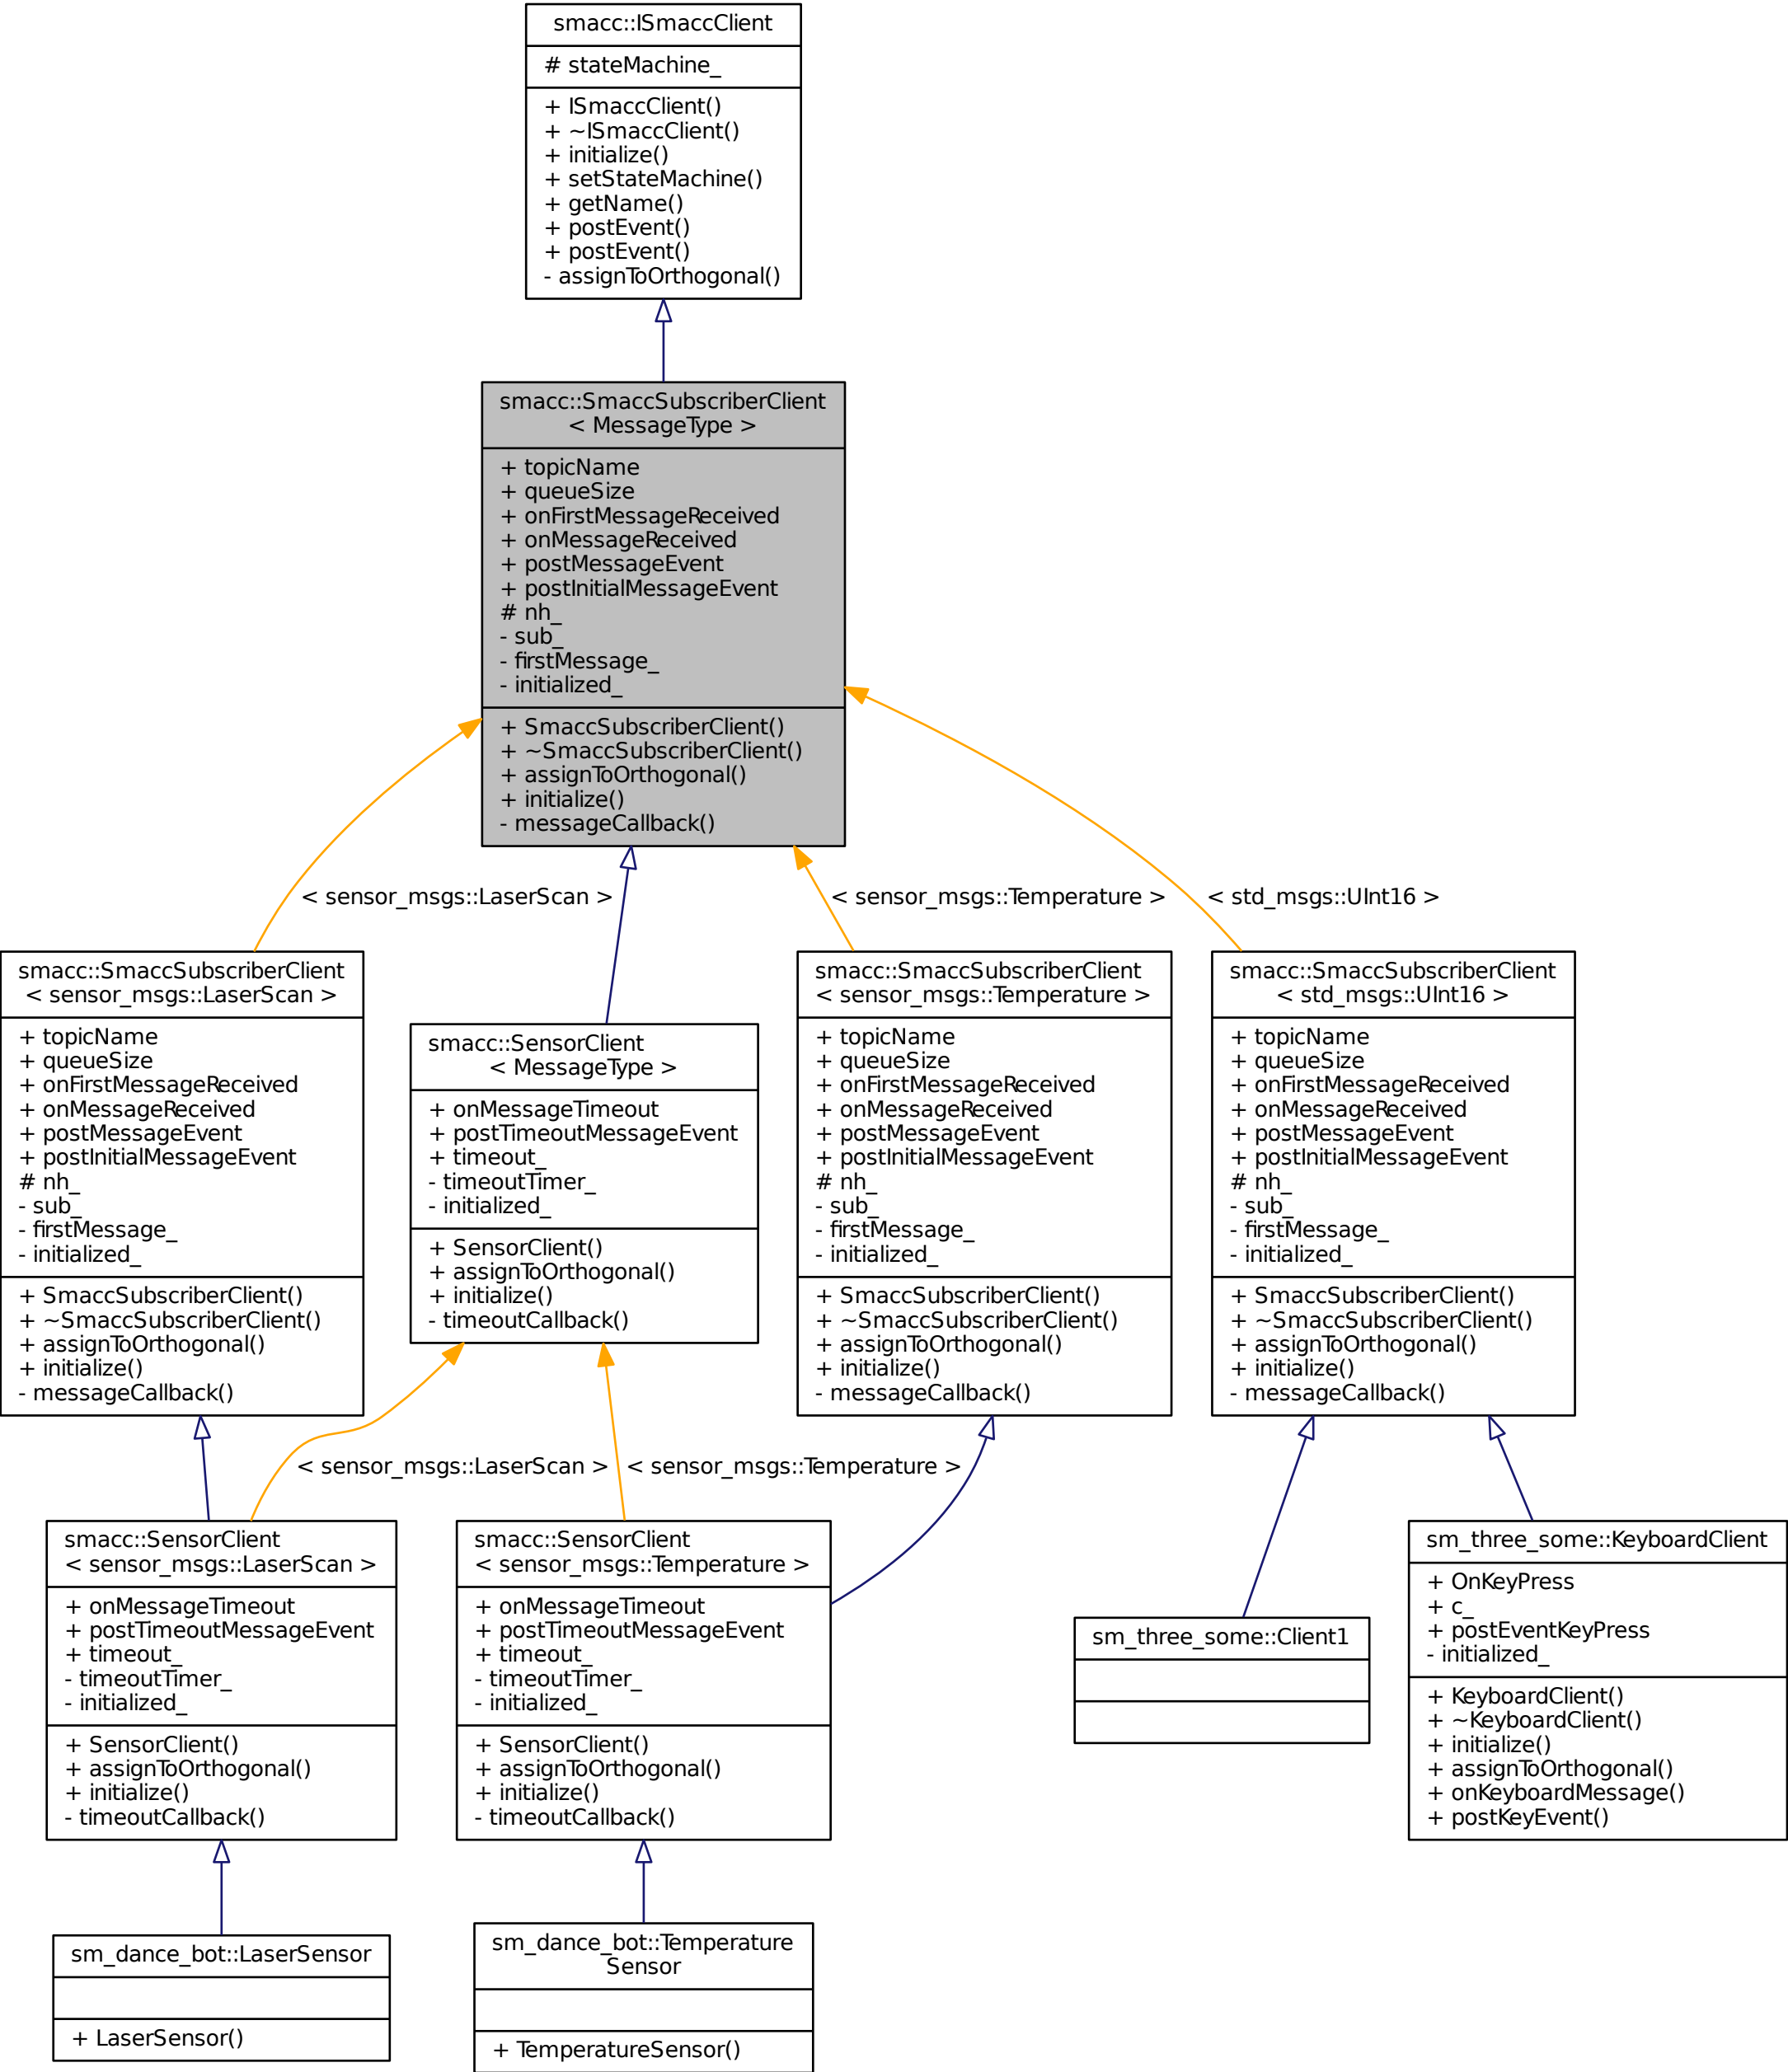 smacc::ISmaccClient
# stateMachine_
+ ISmaccClient()
+ ~ISmaccClient()
+ initialize()
+ setStateMachine()
+ getName()
+ postEvent()
+ postEvent()
- assignToOrthogonal()
smacc::SmaccSubscriberClient
< MessageType >
+ topicName
+ queueSize
+ onFirstMessageReceived
+ onMessageReceived
+ postMessageEvent
+ postInitialMessageEvent
# nh_
- sub_
- firstMessage_
- initialized_
+ SmaccSubscriberClient()
+ ~SmaccSubscriberClient()
+ assignToOrthogonal()
+ initialize()
- messageCallback()
< sensor_msgs::LaserScan >
< sensor_msgs::Temperature >
< std_msgs::UInt16 >
smacc::SmaccSubscriberClient
< sensor_msgs::LaserScan >
+ topicName
+ queueSize
+ onFirstMessageReceived
+ onMessageReceived
+ postMessageEvent
+ postInitialMessageEvent
# nh_
- sub_
- firstMessage_
- initialized_
+ SmaccSubscriberClient()
+ ~SmaccSubscriberClient()
+ assignToOrthogonal()
+ initialize()
- messageCallback()
smacc::SensorClient
< MessageType >
+ onMessageTimeout
+ postTimeoutMessageEvent
+ timeout_
- timeoutTimer_
- initialized_
+ SensorClient()
+ assignToOrthogonal()
+ initialize()
- timeoutCallback()
smacc::SmaccSubscriberClient
< sensor_msgs::Temperature >
+ topicName
+ queueSize
+ onFirstMessageReceived
+ onMessageReceived
+ postMessageEvent
+ postInitialMessageEvent
# nh_
- sub_
- firstMessage_
- initialized_
+ SmaccSubscriberClient()
+ ~SmaccSubscriberClient()
+ assignToOrthogonal()
+ initialize()
- messageCallback()
smacc::SmaccSubscriberClient
< std_msgs::UInt16 >
+ topicName
+ queueSize
+ onFirstMessageReceived
+ onMessageReceived
+ postMessageEvent
+ postInitialMessageEvent
# nh_
- sub_
- firstMessage_
- initialized_
+ SmaccSubscriberClient()
+ ~SmaccSubscriberClient()
+ assignToOrthogonal()
+ initialize()
- messageCallback()
< sensor_msgs::LaserScan >
< sensor_msgs::Temperature >
smacc::SensorClient
< sensor_msgs::LaserScan >
+ onMessageTimeout
+ postTimeoutMessageEvent
+ timeout_
- timeoutTimer_
- initialized_
+ SensorClient()
+ assignToOrthogonal()
+ initialize()
- timeoutCallback()
smacc::SensorClient
< sensor_msgs::Temperature >
+ onMessageTimeout
+ postTimeoutMessageEvent
+ timeout_
- timeoutTimer_
- initialized_
+ SensorClient()
+ assignToOrthogonal()
+ initialize()
- timeoutCallback()
sm_three_some::Client1
sm_three_some::KeyboardClient
+ OnKeyPress
+ c_
+ postEventKeyPress
- initialized_
+ KeyboardClient()
+ ~KeyboardClient()
+ initialize()
+ assignToOrthogonal()
+ onKeyboardMessage()
+ postKeyEvent()
sm_dance_bot::LaserSensor
+ LaserSensor()
sm_dance_bot::Temperature
Sensor
+ TemperatureSensor()